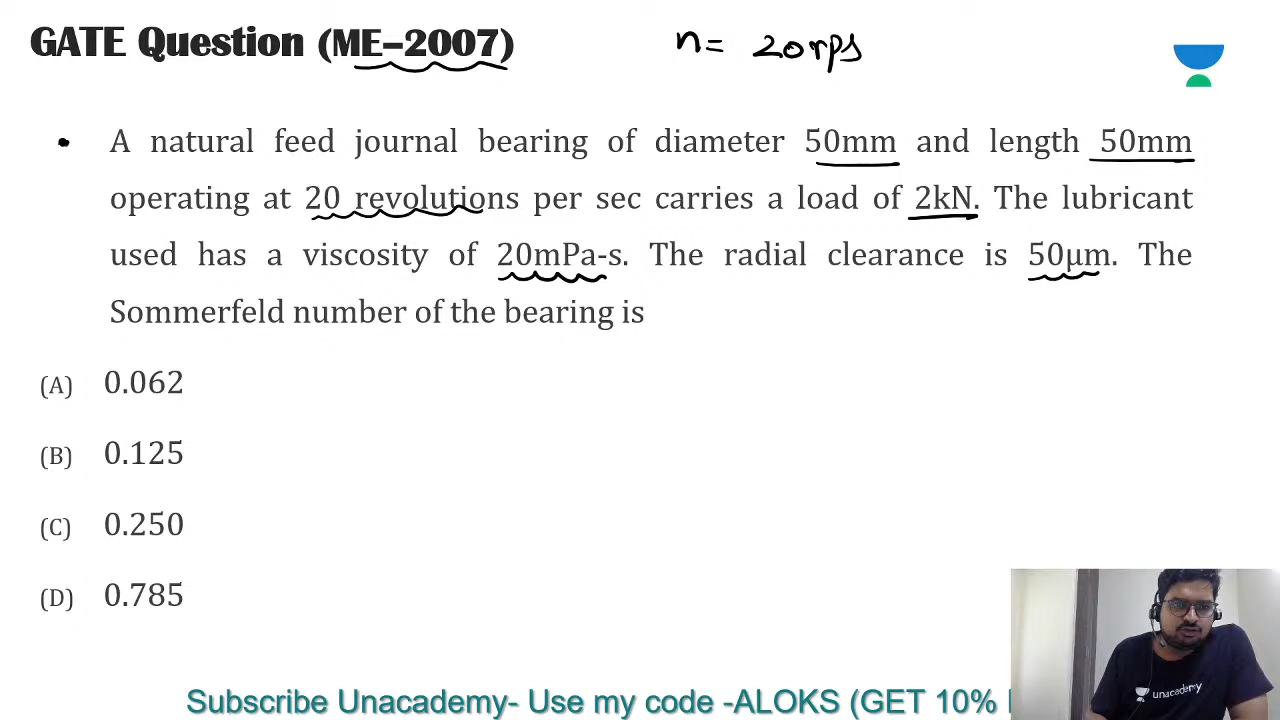 GATE Question (ME–2007)
n = 20rps
• A natural feed journal bearing of diameter 50mm and length 50mm
operating at 20 revolutions per sec carries a load of 2kN. The lubricant
used has a viscosity of 20mPa-s. The radial clearance is 50μm. The
Sommerfeld number of the bearing is
(A) 0.062
(B) 0.125
(C) 0.250
(D) 0.785
unacademy
Subscribe Unacademy- Use my code -ALOKS (GET 10%